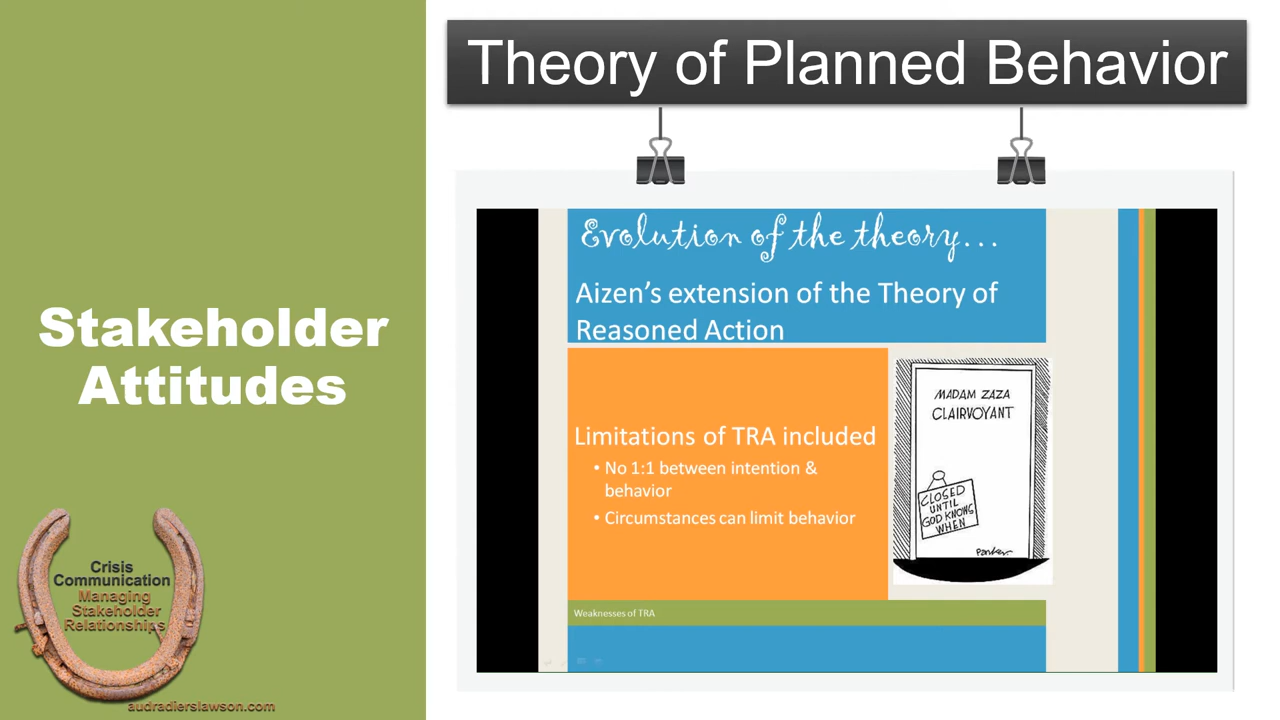 Theory of Planned Behavior
Stakeholder
Attitudes
Evolution of the theory...
Aizen's extension of the Theory of
Reasoned Action
Limitations of TRA included
• No 1:1 between intention &
behavior
• Circumstances can limit behavior
MADAM ZAZA
CLAIRVOYANT
CLOSED
UNTIL
GOD KNOWS
WHEN
Parker
Weaknesses of TRA
Crisis
Communication
Managing
Stakeholder
Relationships
audradierslawson.com